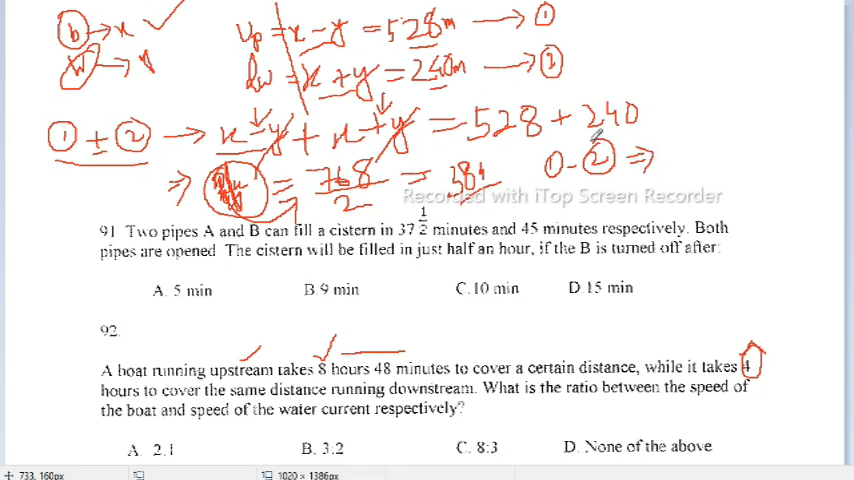 b → x Up = x - y = 528m → 1
w → y Dw = x + y = 240m → 2
1 ± 2 → x - y + x + y = 528 + 240
⇒ = 768/2 = 384 1 - 2 ⇒
Recorded with iTop Screen Recorder
91 Two pipes A and B can fill a cistern in 37 1/2 minutes and 45 minutes respectively. Both
pipes are opened The cistern will be filled in just half an hour, if the B is turned off after:
A. 5 min B.9 min C.10 min D.15 min
92.
A boat running upstream takes 8 hours 48 minutes to cover a certain distance, while it takes 4
hours to cover the same distance running downstream. What is the ratio between the speed of
the boat and speed of the water current respectively?
A. 2.1 B. 3.2 C. 8:3 D. None of the above
733, 160px 1020 × 1386px